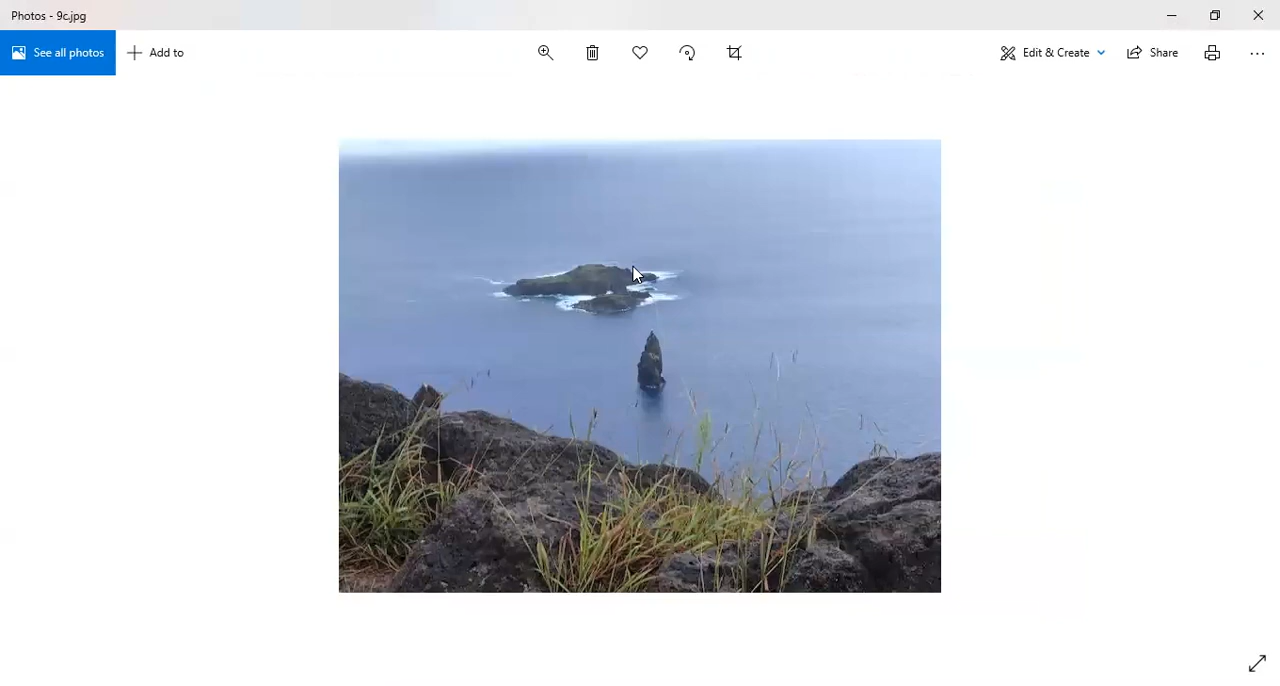 Photos - 9c.jpg
See all photos
Add to
Edit & Create
Share